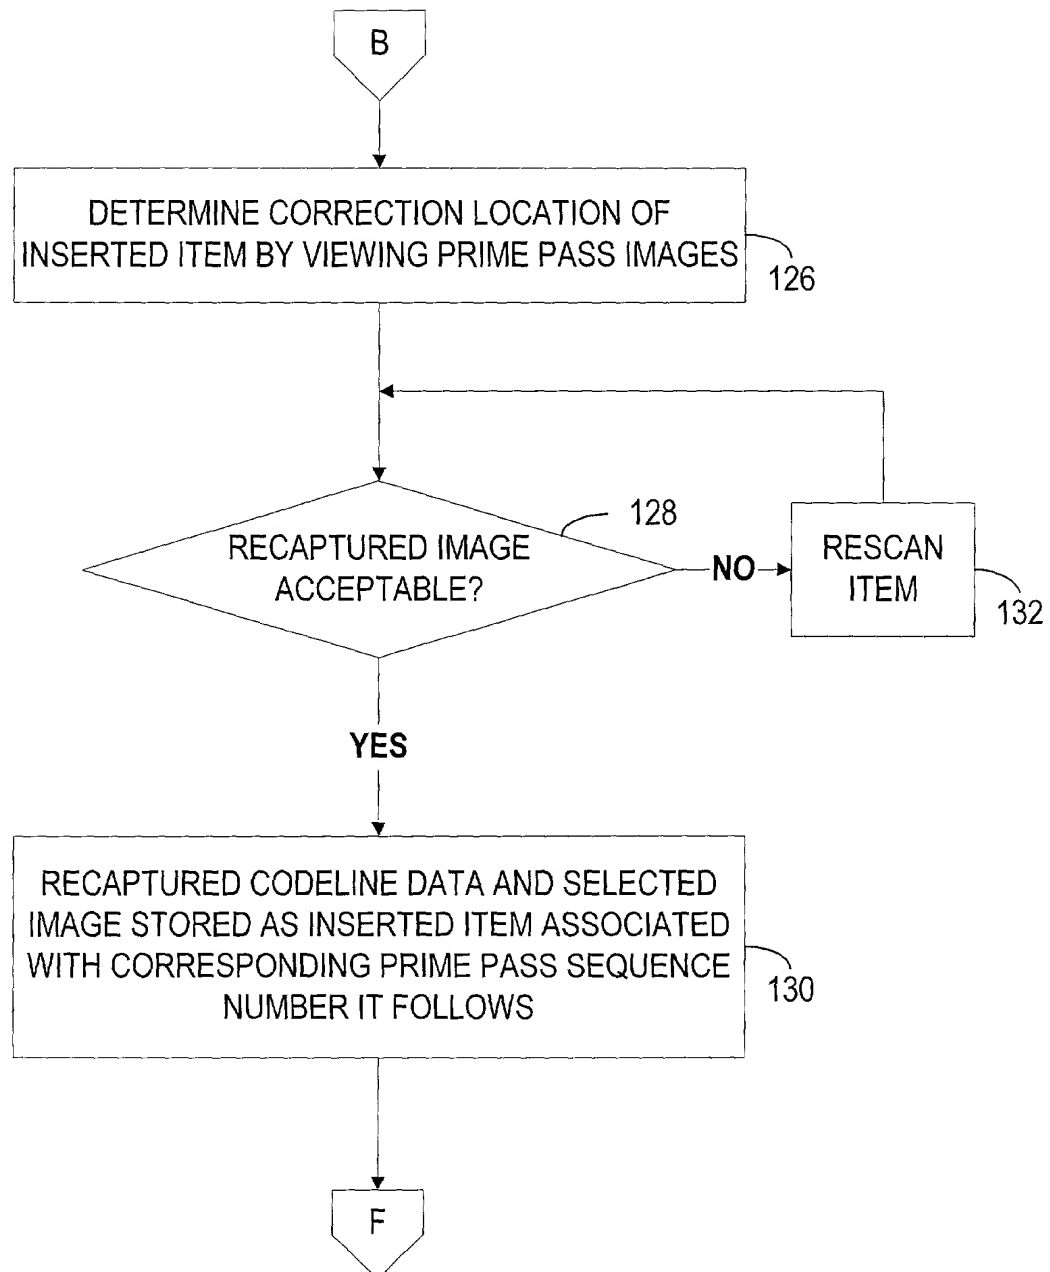 B
DETERMINE CORRECTION LOCATION OF
INSERTED ITEM BY VIEWING PRIME PASS IMAGES
126
128
RECAPTURED IMAGE
ACCEPTABLE?
NO
RESCAN
ITEM
132
YES
RECAPTURED CODELINE DATA AND SELECTED
IMAGE STORED AS INSERTED ITEM ASSOCIATED
WITH CORRESPONDING PRIME PASS SEQUENCE
NUMBER IT FOLLOWS
130
F